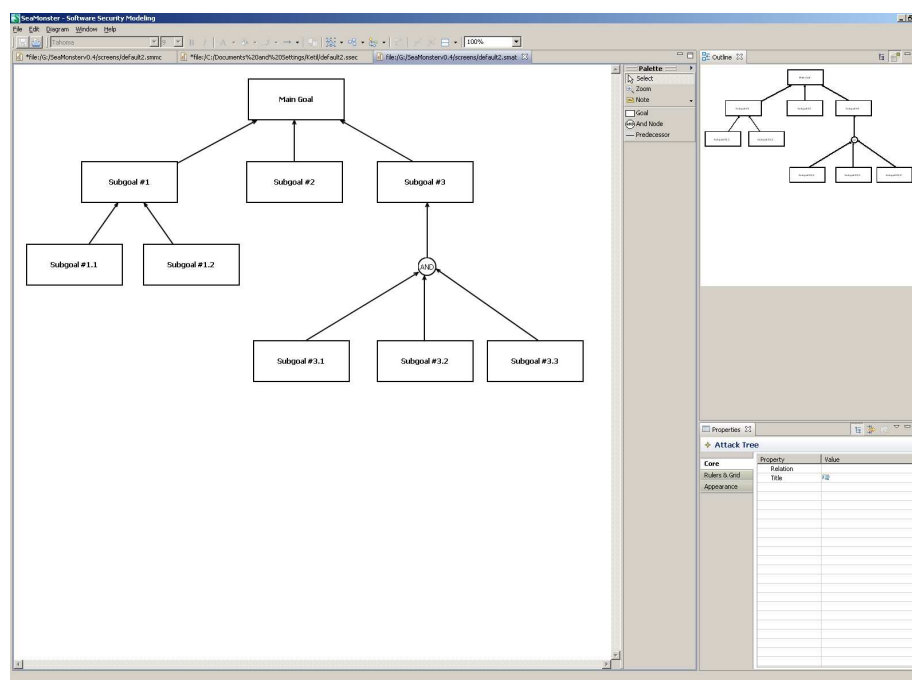 SeaMonster - Software Security Modeling
File Edit Diagram Window Help
Tahoma 9 B I A 100%
*file:/G:/SeaMonsterv0.4/screens/default2.smmc *file:/C:/Documents%20and%20Settings/Ketil/default2.ssec file:/G:/SeaMonsterv0.4/screens/default2.smat
Palette
Select
Zoom
Note
Goal
And Node
Predecessor
Main Goal
Subgoal #1 Subgoal #2 Subgoal #3
Subgoal #1.1 Subgoal #1.2
AND
Subgoal #3.1 Subgoal #3.2 Subgoal #3.3
Outline
Properties
Attack Tree
Core
Rulers & Grid
Appearance
Property Value
Relation
Title